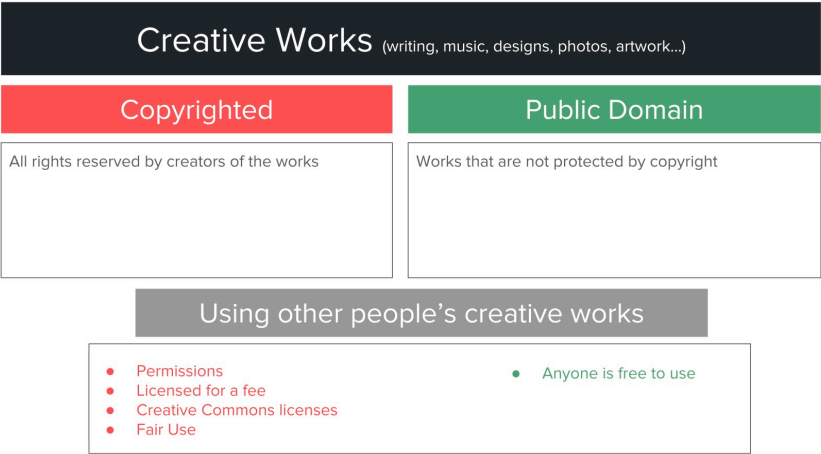 Creative Works (writing, music, designs, photos, artwork...)
Copyrighted
Public Domain
All rights reserved by creators of the works
Works that are not protected by copyright
Using other people’s creative works
● Permissions
● Licensed for a fee
● Creative Commons licenses
● Fair Use
● Anyone is free to use